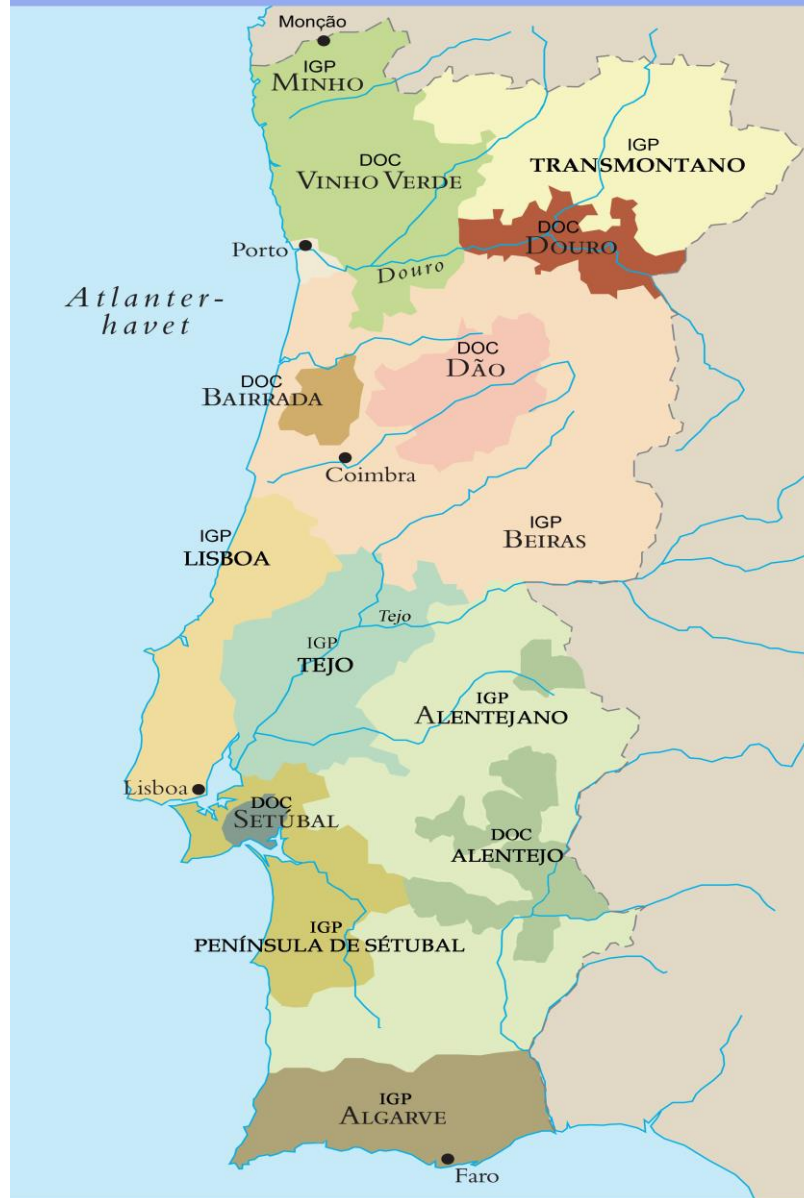 Monção
IGP
MINHO
DOC
VINHO VERDE
IGP
TRANSMONTANO
DOC
DOURO
Porto
Douro
Atlanter-
havet
DOC
DÃO
DOC
BAIRRADA
Coimbra
IGP
BEIRAS
IGP
LISBOA
Tejo
IGP
TEJO
IGP
ALENTEJANO
Lisboa
DOC
SETÚBAL
DOC
ALENTEJO
IGP
PENÍNSULA DE SÉTUBAL
IGP
ALGARVE
Faro